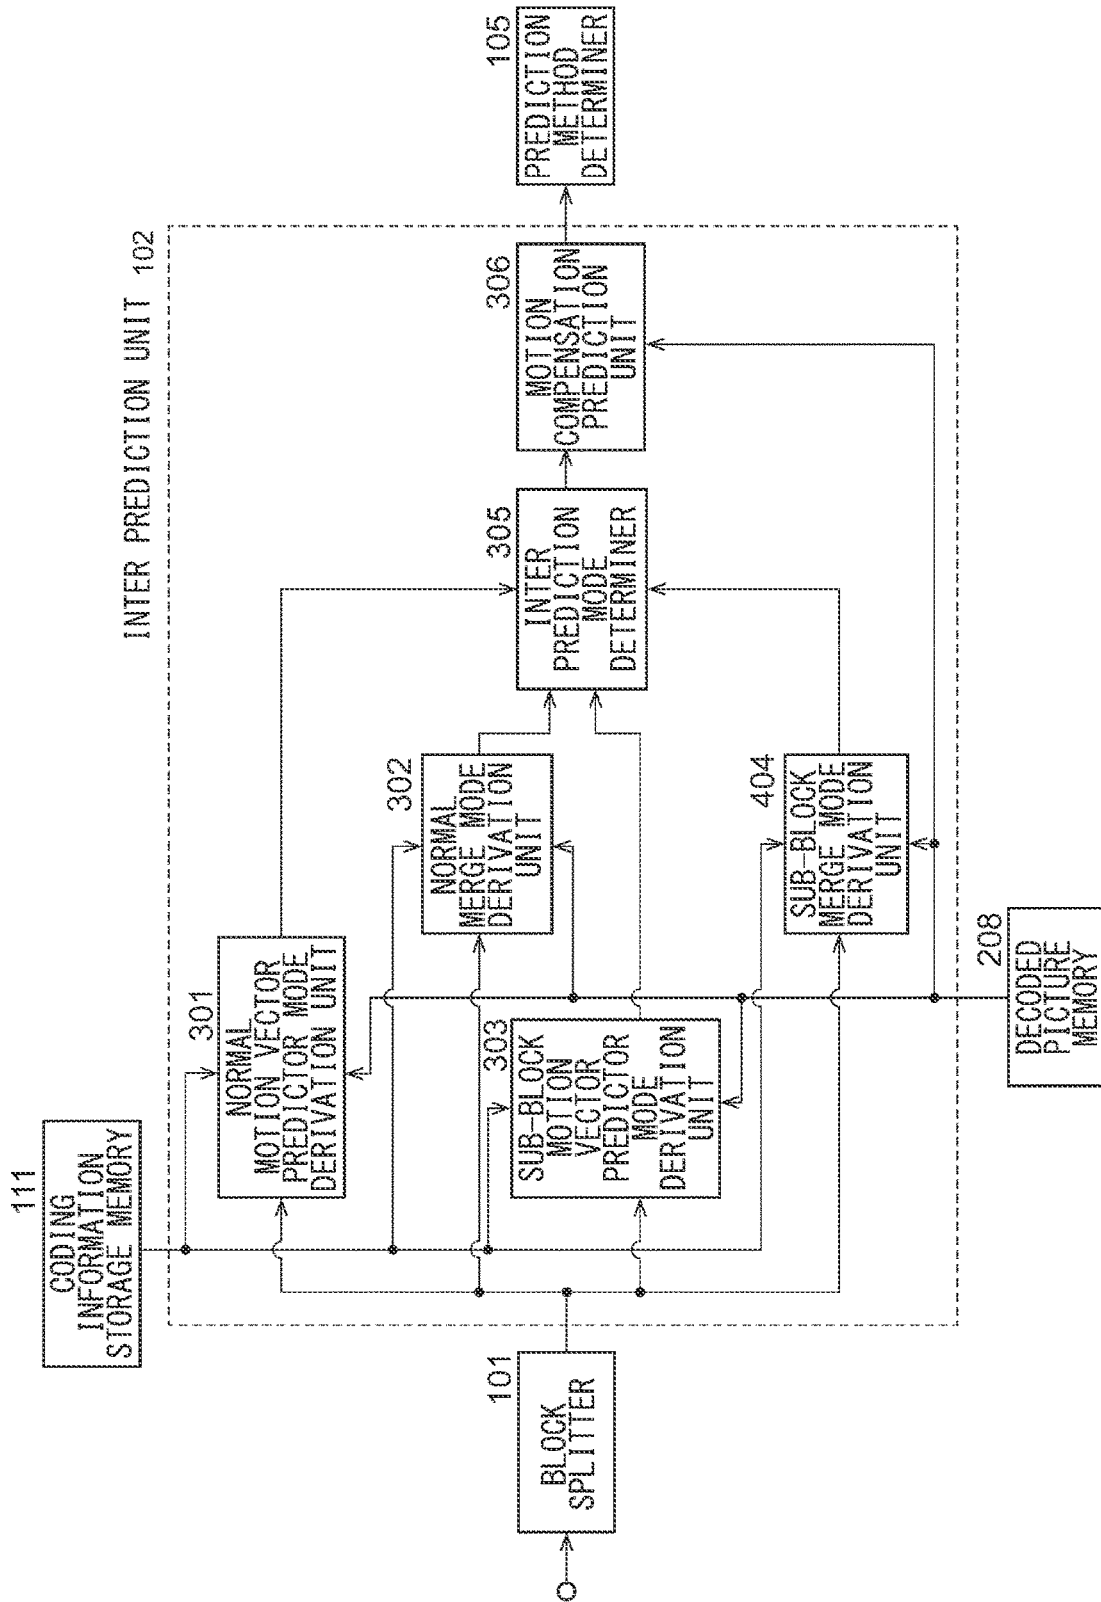 111
CODING
INFORMATION
STORAGE MEMORY
INTER PREDICTION UNIT 102
101
BLOCK
SPLITTER
301
NORMAL
MOTION VECTOR
PREDICTOR MODE
DERIVATION UNIT
302
NORMAL
MERGE MODE
DERIVATION
UNIT
303
SUB-BLOCK
MOTION
VECTOR
PREDICTOR
MODE
DERIVATION
UNIT
404
SUB-BLOCK
MERGE MODE
DERIVATION
UNIT
305
INTER
PREDICTION
MODE
DETERMINER
306
MOTION
COMPENSATION
PREDICTION
UNIT
105
PREDICTION
METHOD
DETERMINER
208
DECODED
PICTURE
MEMORY